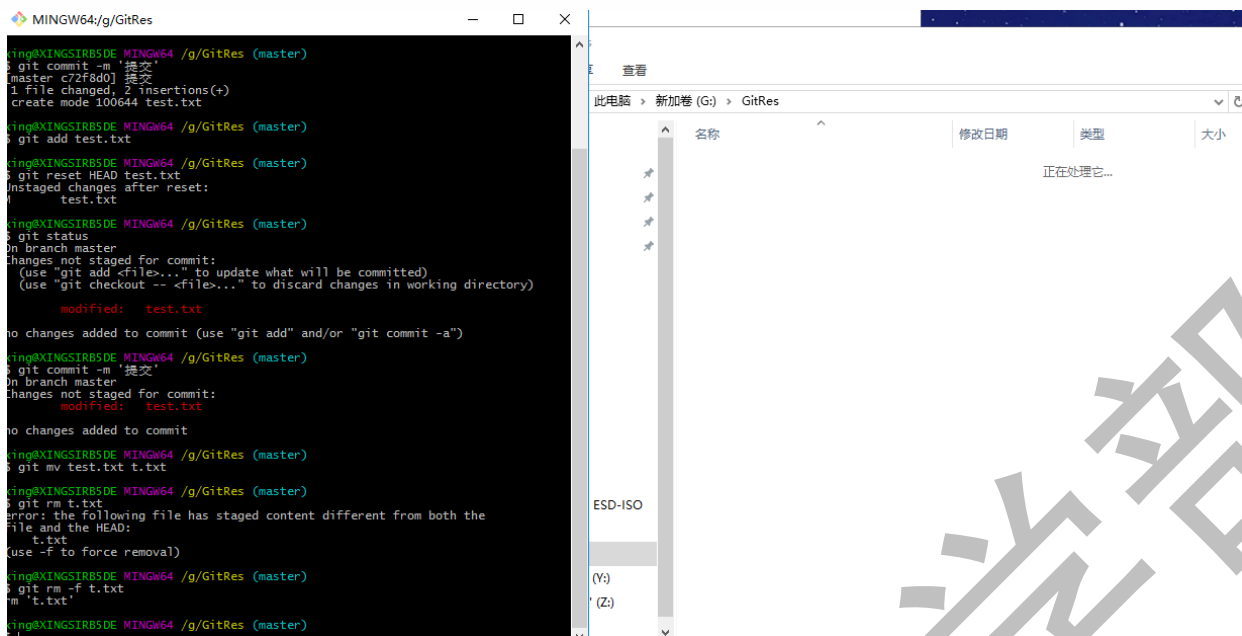 MINGW64:/g/GitRes
xing@XINGSIRB5DE MINGW64 /g/GitRes (master)
$ git commit -m '提交'
[master c72f8d0] 提交
1 file changed, 2 insertions(+)
create mode 100644 test.txt
xing@XINGSIRB5DE MINGW64 /g/GitRes (master)
$ git add test.txt
xing@XINGSIRB5DE MINGW64 /g/GitRes (master)
$ git reset HEAD test.txt
Unstaged changes after reset:
M test.txt
xing@XINGSIRB5DE MINGW64 /g/GitRes (master)
$ git status
On branch master
Changes not staged for commit:
(use "git add <file>..." to update what will be committed)
(use "git checkout -- <file>..." to discard changes in working directory)
modified: test.txt
no changes added to commit (use "git add" and/or "git commit -a")
xing@XINGSIRB5DE MINGW64 /g/GitRes (master)
$ git commit -m '提交'
On branch master
Changes not staged for commit:
modified: test.txt
no changes added to commit
xing@XINGSIRB5DE MINGW64 /g/GitRes (master)
$ git mv test.txt t.txt
xing@XINGSIRB5DE MINGW64 /g/GitRes (master)
$ git rm t.txt
error: the following file has staged content different from both the
file and the HEAD:
t.txt
(use -f to force removal)
xing@XINGSIRB5DE MINGW64 /g/GitRes (master)
$ git rm -f t.txt
rm 't.txt'
xing@XINGSIRB5DE MINGW64 /g/GitRes (master)
查看
此电脑 › 新加卷 (G:) › GitRes
名称 修改日期 类型 大小
正在处理它...
ESD-ISO
(Y:)
' (Z:)
学部